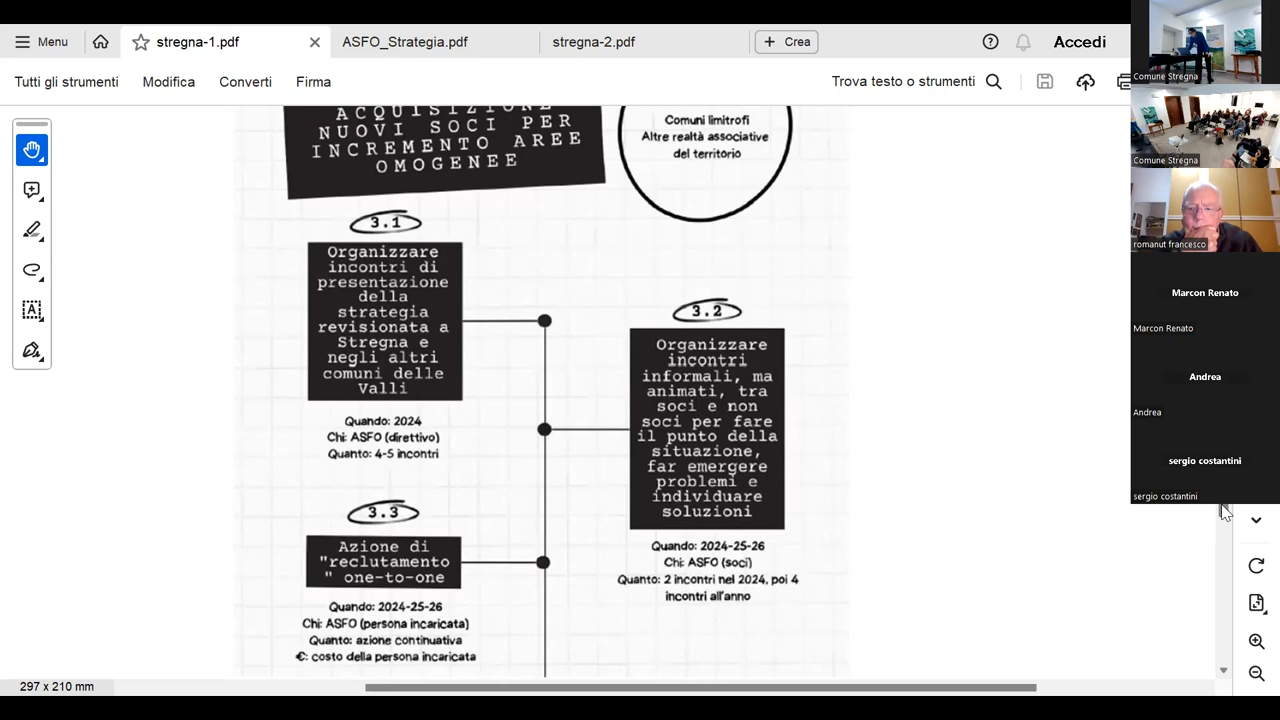 Menu
stregna-1.pdf
ASFO_Strategia.pdf
stregna-2.pdf
Crea
Accedi
Tutti gli strumenti
Modifica
Converti
Firma
Trova testo o strumenti
ACQUISIZIONE
NUOVI SOCI PER
INCREMENTO AREE
OMOGENEE
Comuni limitrofi
Altre realtà associative
del territorio
3.1
Organizzare
incontri di
presentazione
della
strategia
revisionata a
Stregna e
negli altri
comuni delle
Valli
Quando: 2024
Chi: ASFO (direttivo)
Quanto: 4-5 incontri
3.2
Organizzare
incontri
informali, ma
animati, tra
soci e non
soci per fare
il punto della
situazione,
far emergere
problemi e
individuare
soluzioni
Quando: 2024-25-26
Chi: ASFO (soci)
Quanto: 2 incontri nel 2024, poi 4
incontri all'anno
3.3
Azione di
"reclutamento
" one-to-one
Quando: 2024-25-26
Chi: ASFO (persona incaricata)
Quanto: azione continuativa
€: costo della persona incaricata
297 x 210 mm
Comune Stregna
Comune Stregna
romanut francesco
Marcon Renato
Marcon Renato
Andrea
Andrea
sergio costantini
sergio costantini